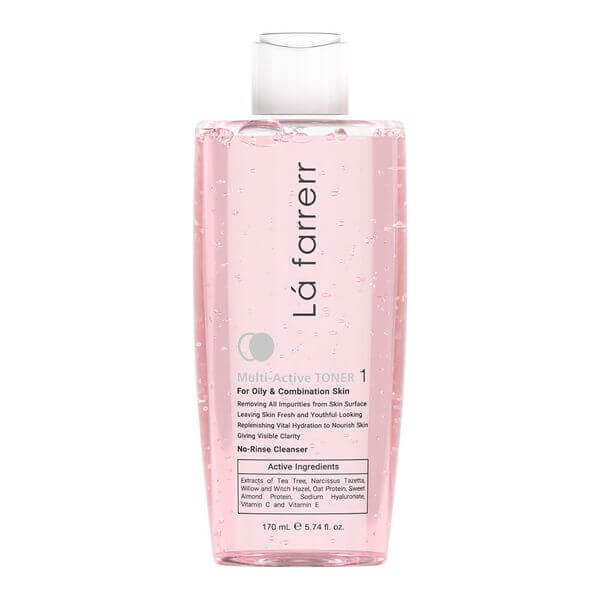 Lá farrerr
Multi-Active TONER 1
For Oily & Combination Skin
Removing All Impurities from Skin Surface
Leaving Skin Fresh and Youthful-Looking
Replenishing Vital Hydration to Nourish Skin
Giving Visible Clarity
No-Rinse Cleanser
Active Ingredients
Extracts of Tea Tree, Narcissus Tazetta,
Willow and Witch Hazel, Oat Protein, Sweet
Almond Protein, Sodium Hyaluronate,
Vitamin C and Vitamin E
170 mL ℮ 5.74 fl. oz.